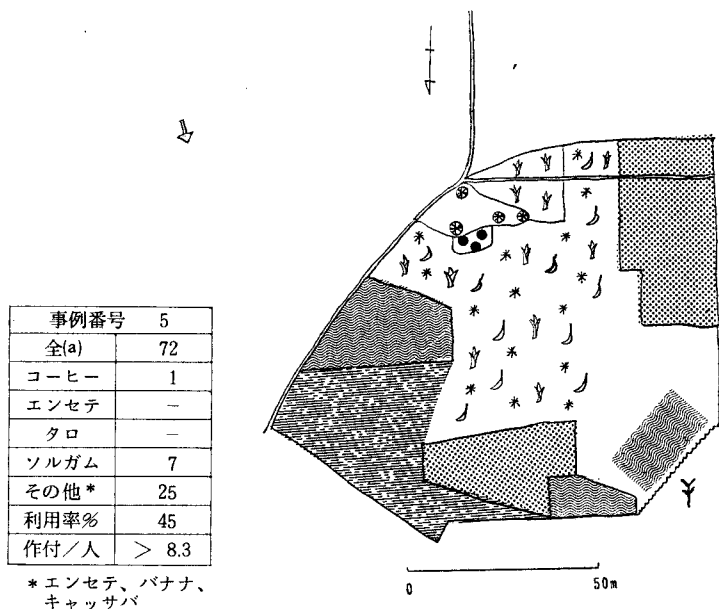 事例番号 5
全(a) 72
コーヒー 1
エンセテ －
タロ －
ソルガム 7
その他* 25
利用率% 45
作付／人 ＞ 8.3
*エンセテ、バナナ、
キャッサバ
0 50m